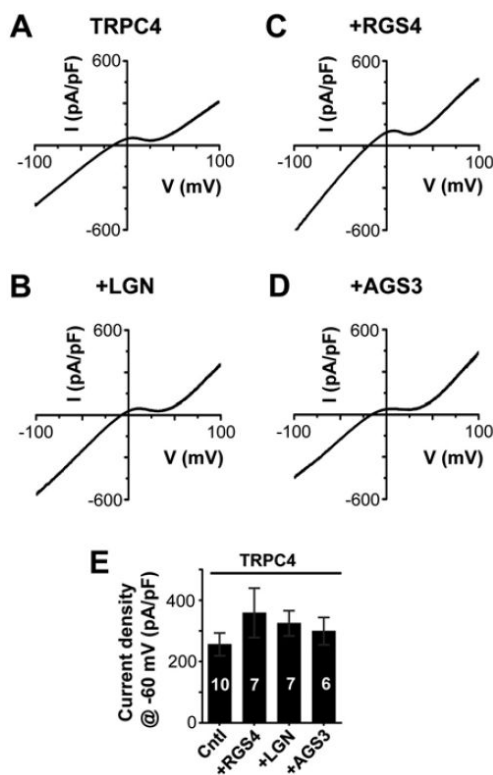 A
TRPC4
600
I (pA/pF)
-100
100
V (mV)
-600
C
+RGS4
600
I (pA/pF)
-100
100
V (mV)
-600
B
+LGN
600
I (pA/pF)
-100
100
V (mV)
-600
D
+AGS3
600
I (pA/pF)
-100
100
V (mV)
-600
E
TRPC4
Current density
@ -60 mV (pA/pF)
400
200
0
10
7
7
6
Cntl
+RGS4
+LGN
+AGS3